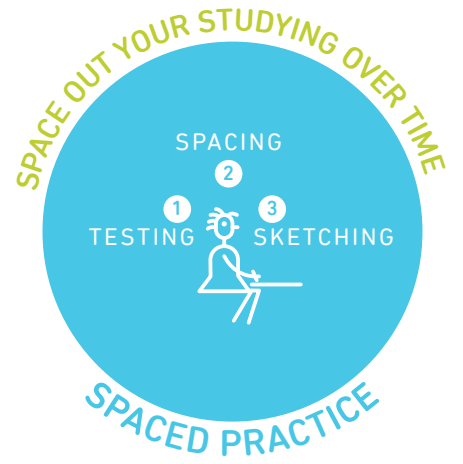 SPACE OUT YOUR STUDYING OVER TIME
SPACING
2
1
3
TESTING
SKETCHING
SPACED PRACTICE